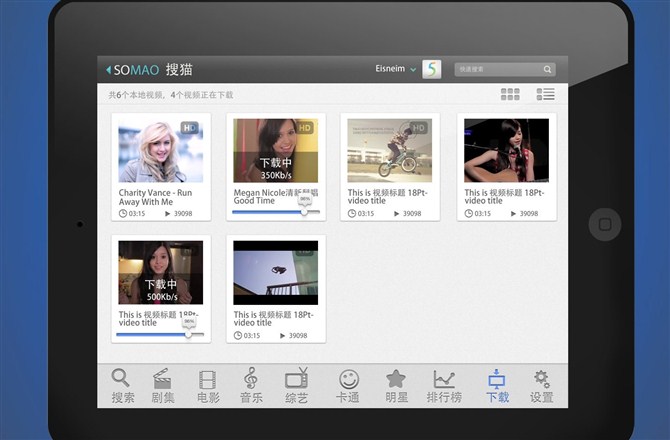 SOMAO 搜猫
Eisneim
5
快速搜索
共6个本地视频，4个视频正在下载
HD
Charity Vance - Run
Away With Me
03:15 39098
HD
下载中
350Kb/s
Megan Nicole清新翻唱
Good Time
HD
This is 视频标题 18Pt-
video title
03:15 39098
This is 视频标题 18Pt-
video title
03:15 39098
下载中
500Kb/s
This is 视频标题 18Pt-
video title
This is 视频标题 18Pt-
video title
03:15 39098
搜索 剧集 电影 音乐 综艺 卡通 明星 排行榜 下载 设置